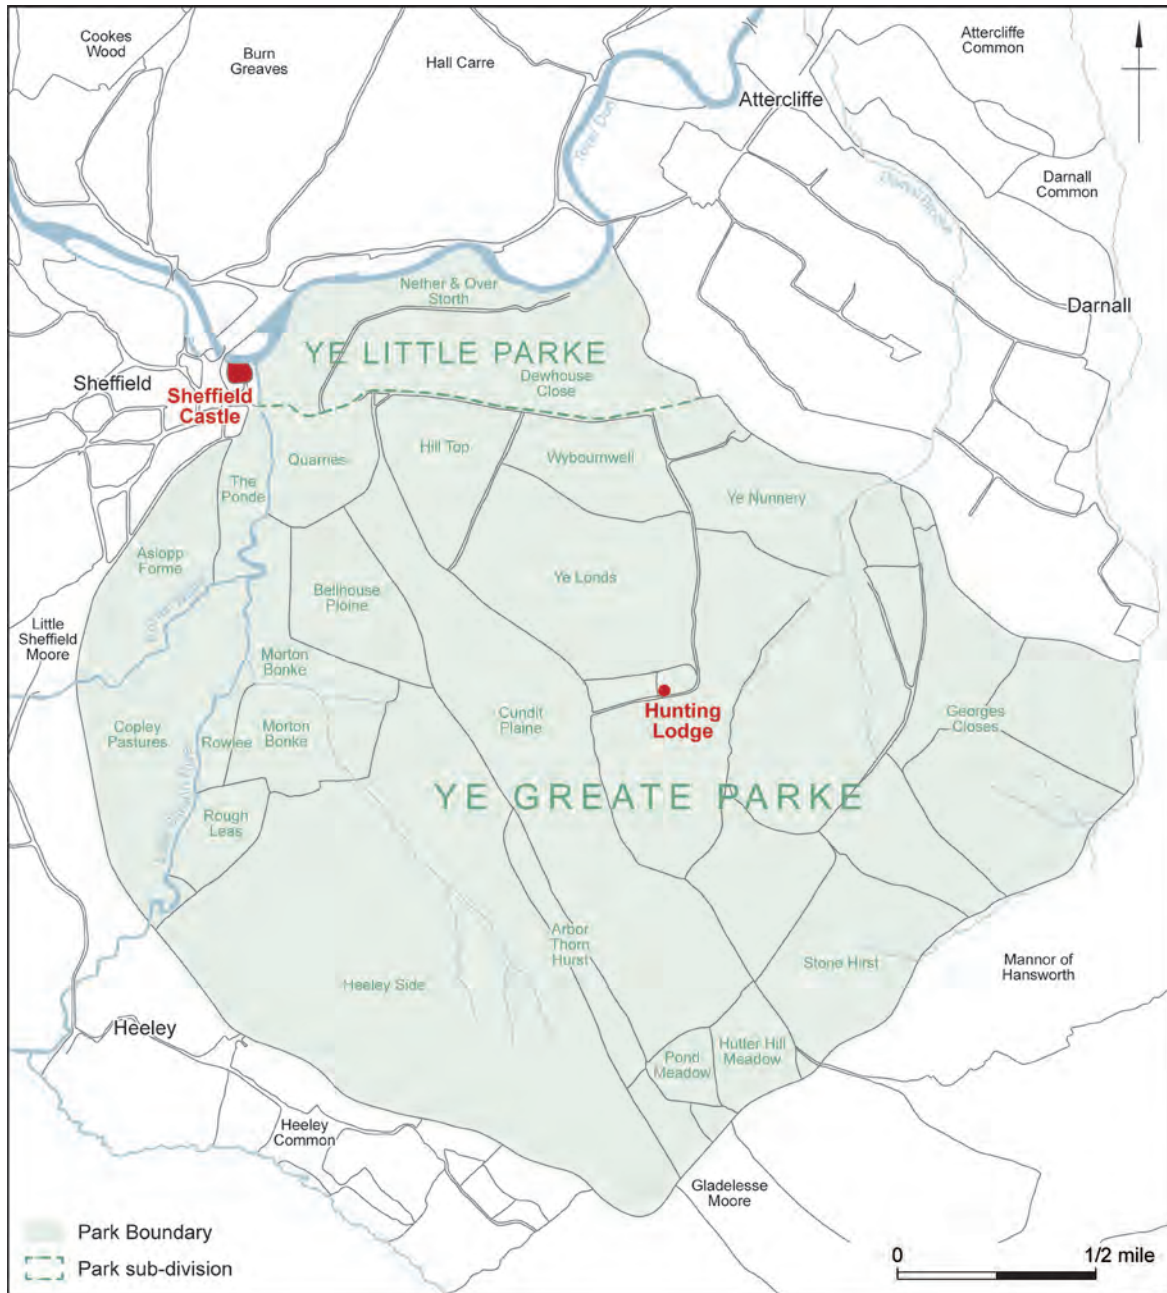 Cookes
Wood
Burn
Greaves
Hall Carre
Attercliffe
Common
Attercliffe
Darnall
Common
Darnall
Nether & Over
Storth
YE LITTLE PARKE
Dewhouse
Close
Sheffield
Sheffield
Castle
Quarries
Hill Top
Wybournwell
The
Ponde
Ye Nunnery
Aslopp
Forme
Bellhouse
Ploine
Ye Londs
Little
Sheffield
Moore
Morton
Bonke
Copley
Pastures
Rowlee
Morton
Bonke
Cundit
Plaine
Hunting
Lodge
Georges
Closes
YE GREATE PARKE
Rough
Leas
Arbor
Thorn
Hurst
Stone Hirst
Mannor of
Hansworth
Heeley Side
Heeley
Pond
Meadow
Hutler Hill
Meadow
Heeley
Common
Gladelesse
Moore
Park Boundary
Park sub-division
0
1/2 mile